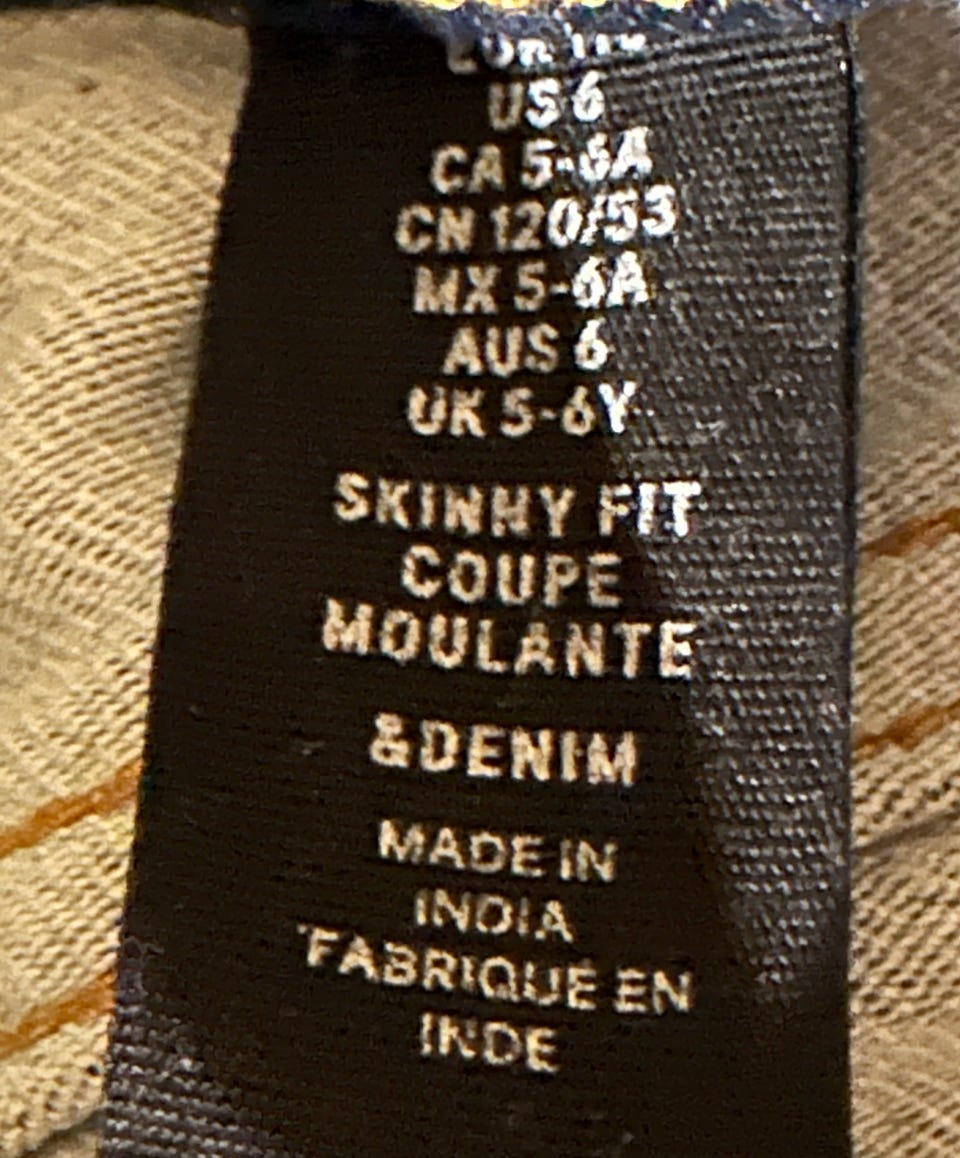 US 6
CA 5-6A
CN 120/53
MX 5-6A
AUS 6
UK 5-6Y
SKINNY FIT
COUPE
MOULANTE
&DENIM
MADE IN
INDIA
FABRIQUÉ EN
INDE